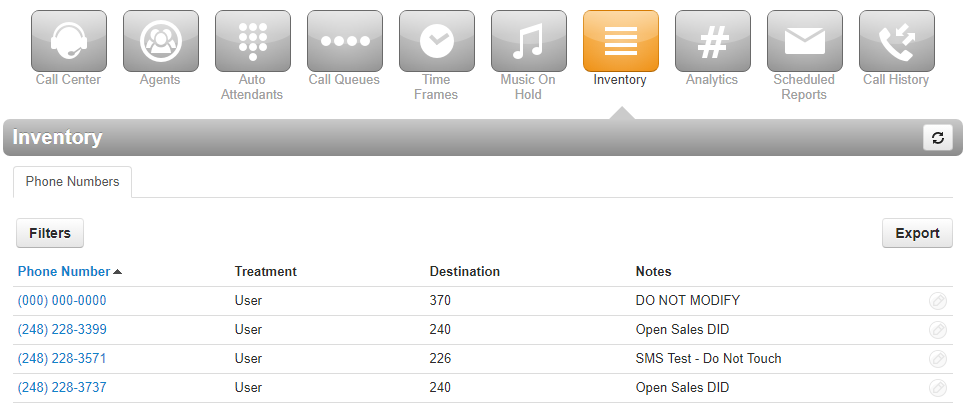 Call Center Agents Auto Attendants Call Queues Time Frames Music On Hold Inventory Analytics Scheduled Reports Call History
Inventory
Phone Numbers
Filters Export
Phone Number Treatment Destination Notes
(000) 000-0000 User 370 DO NOT MODIFY
(248) 228-3399 User 240 Open Sales DID
(248) 228-3571 User 226 SMS Test - Do Not Touch
(248) 228-3737 User 240 Open Sales DID